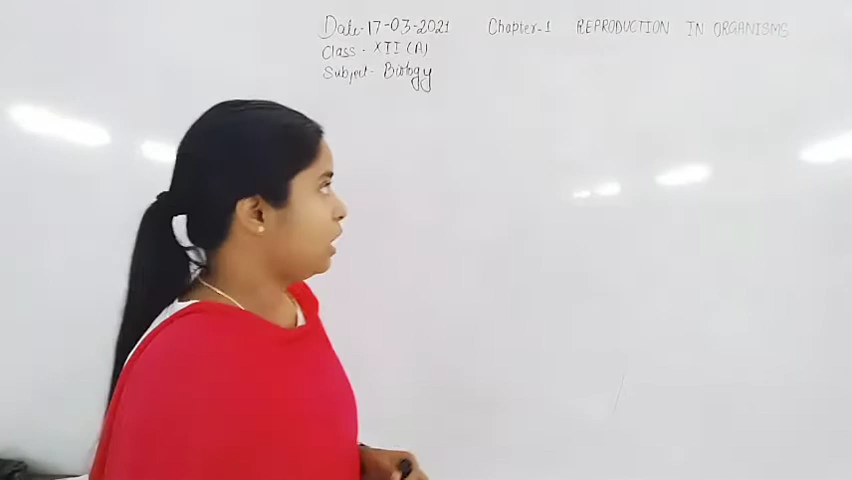 Date-17-03-2021 Chapter-1 REPRODUCTION IN ORGANISMS
Class - XII (A)
Subject- Biology